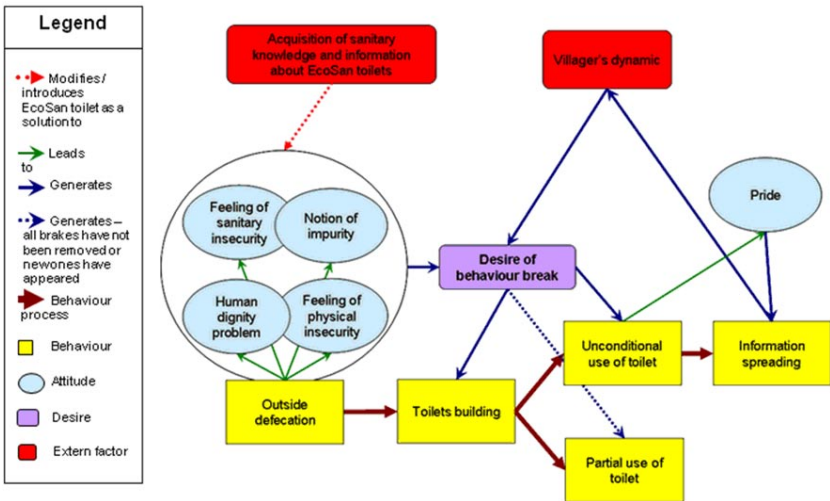 Legend
Modifies/
introduces
EcoSan toilet as a
solution to
Leads
to
Generates
Generates –
all brakes have not
been removed or
newones have
appeared
Behaviour
process
Behaviour
Attitude
Desire
Extern factor
Acquisition of sanitary
knowledge and information
about EcoSan toilets
Villager's dynamic
Feeling of
sanitary
insecurity
Notion of
impurity
Pride
Desire of
behaviour break
Human
dignity
problem
Feeling of
physical
insecurity
Outside
defecation
Toilets building
Unconditional
use of toilet
Information
spreading
Partial use of
toilet